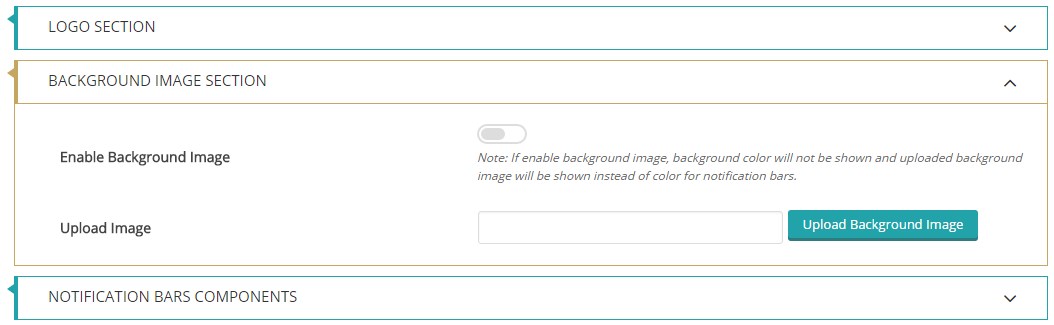 LOGO SECTION
BACKGROUND IMAGE SECTION
Enable Background Image
Note: If enable background image, background color will not be shown and uploaded background
image will be shown instead of color for notification bars.
Upload Image
Upload Background Image
NOTIFICATION BARS COMPONENTS